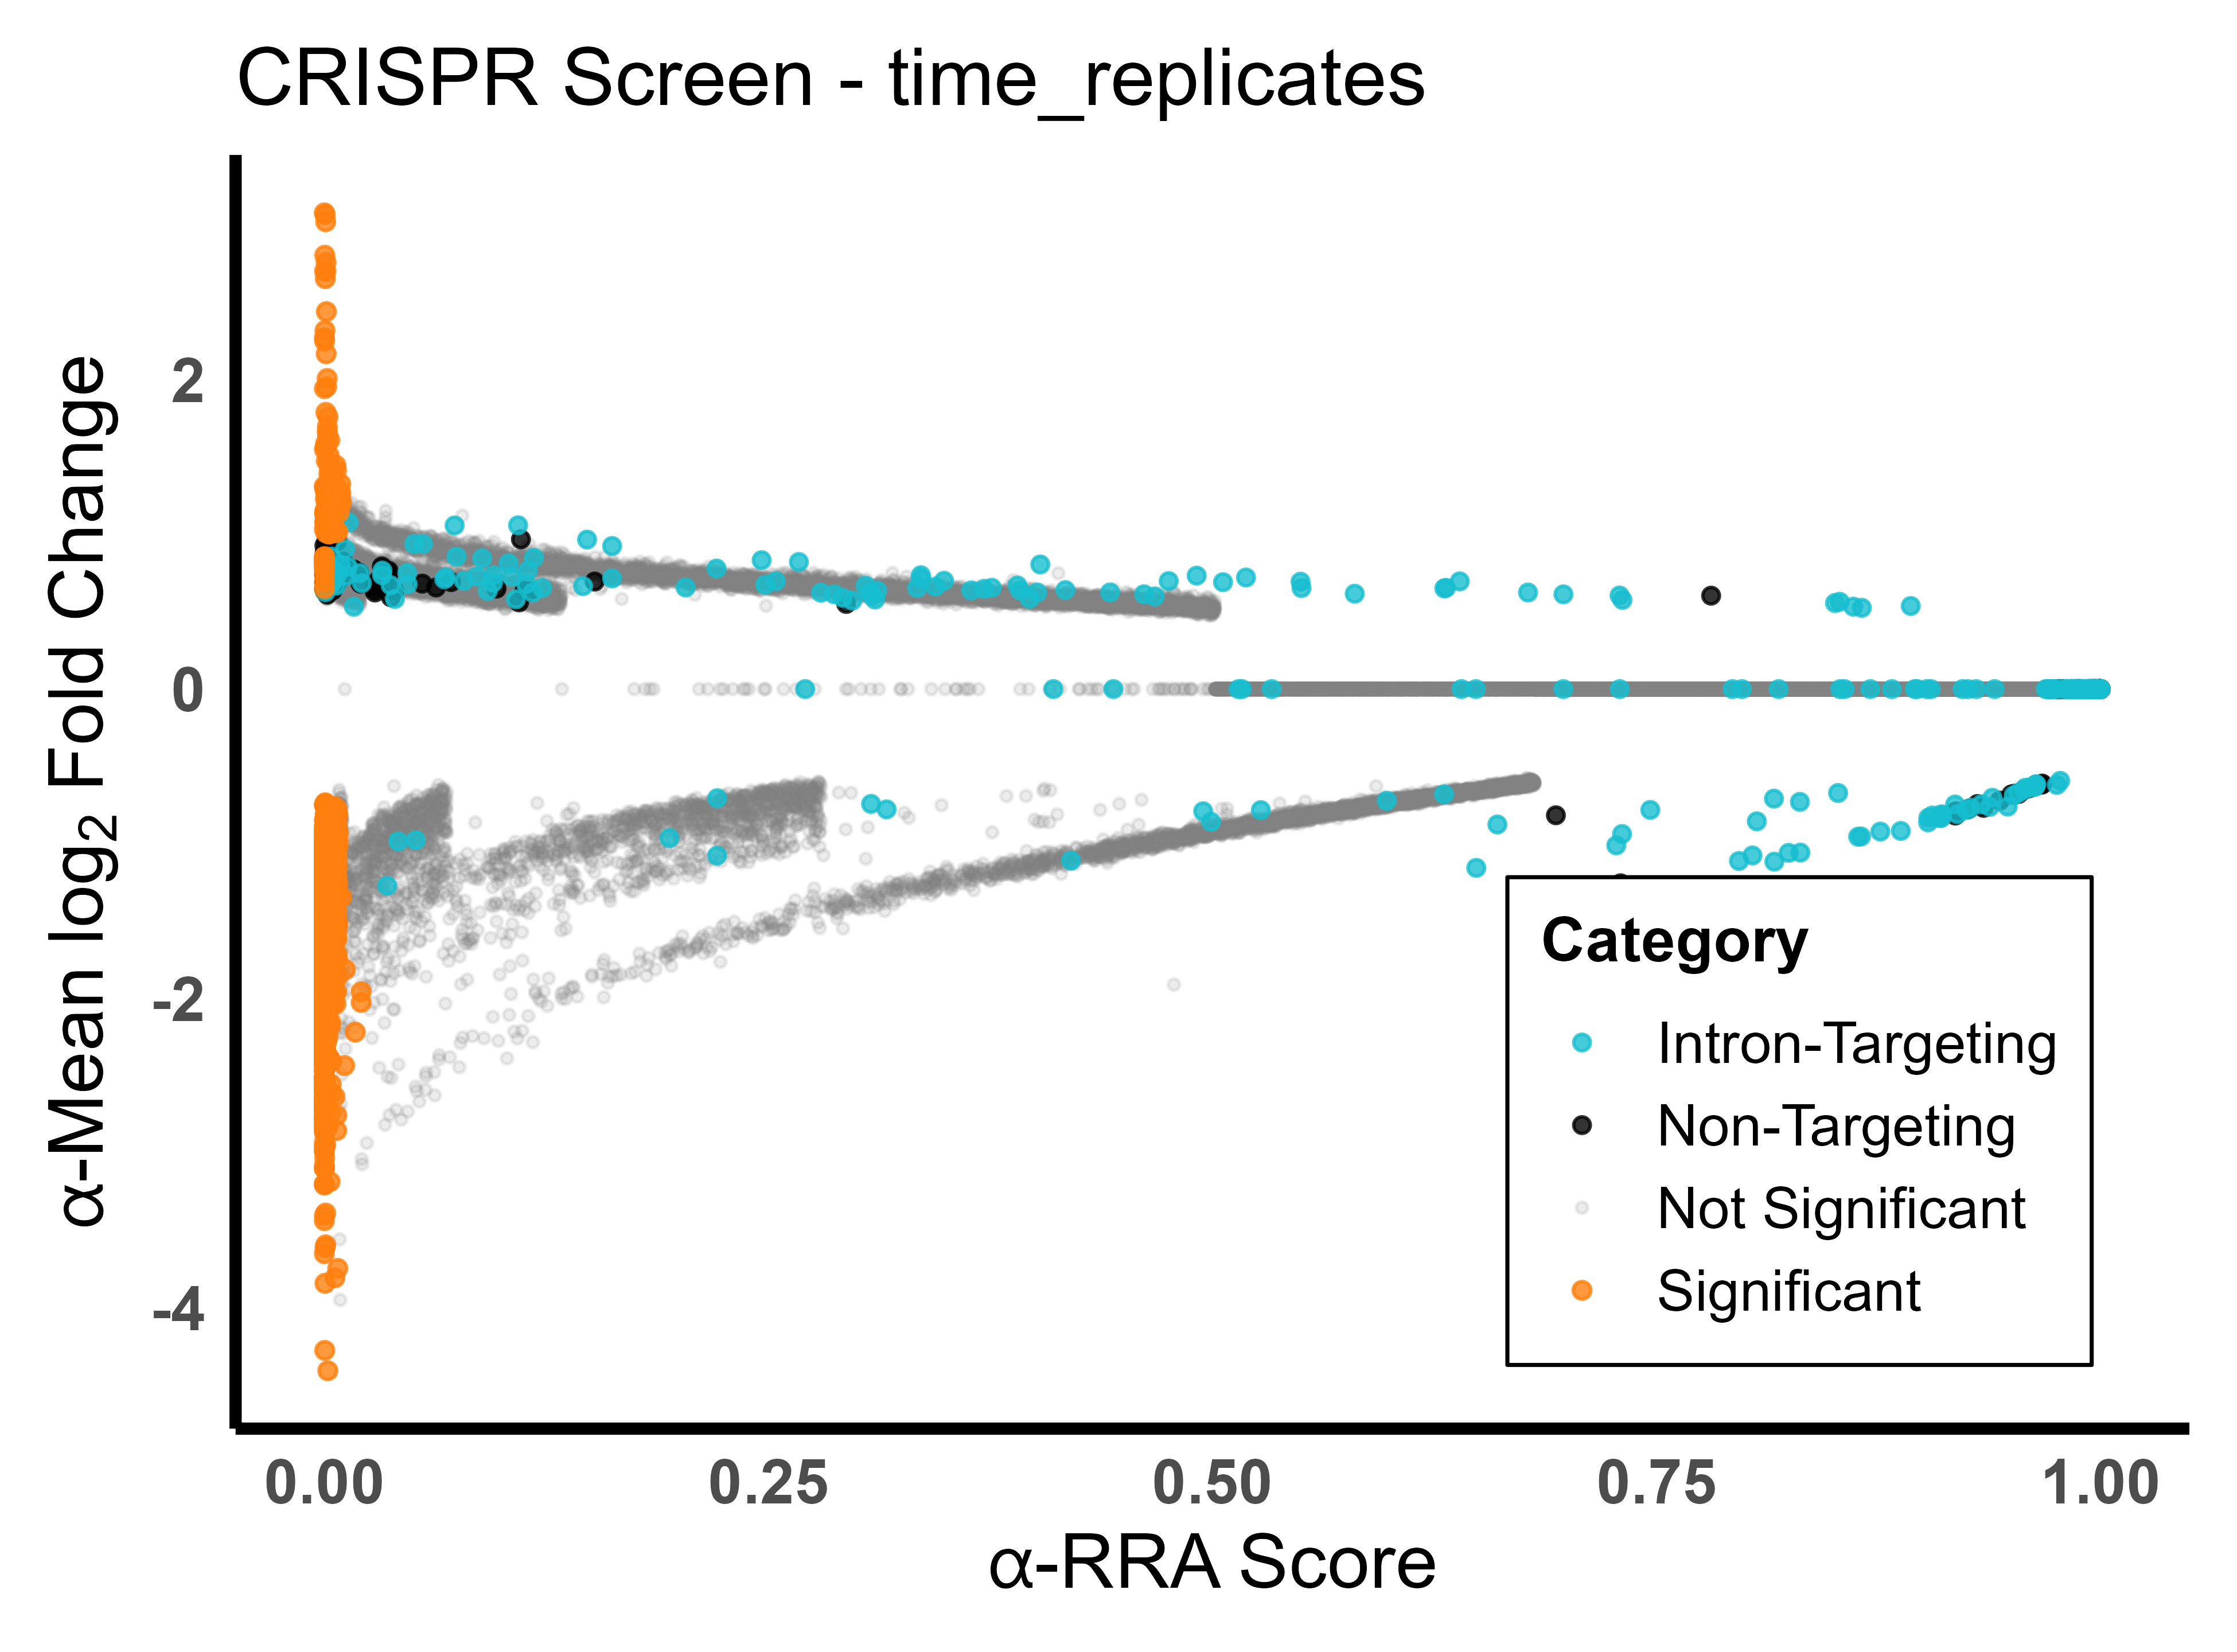 CRISPR Screen - time_replicates
α-Mean log2 Fold Change
2
0
-2
-4
Category
Intron-Targeting
Non-Targeting
Not Significant
Significant
0.00 0.25 0.50 0.75 1.00
α-RRA Score